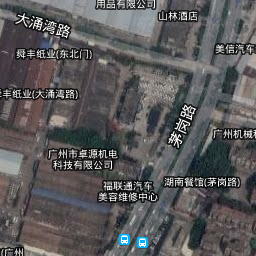 用品有限公司
山林酒店
大涌湾路
舜丰纸业(东北门)
美信汽车
舜丰纸业(大涌湾路)
茅岗路
广州机械科
广州市卓源机电
科技有限公司
福联通汽车
美容维修中心
湖南餐馆(茅岗路)
(广州